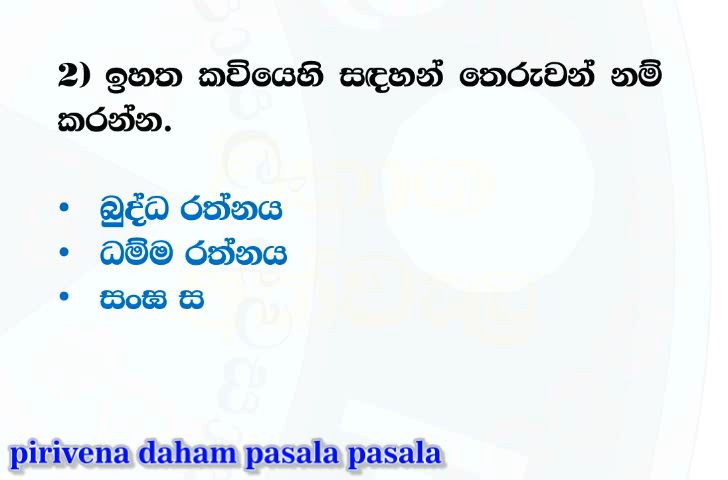 2) ඉහත කවියෙහි සඳහන් තෙරුවන් නම්
කරන්න.
• බුද්ධ රත්නය
• ධම්ම රත්නය
• සංඝ ස
pirivena daham pasala pasala